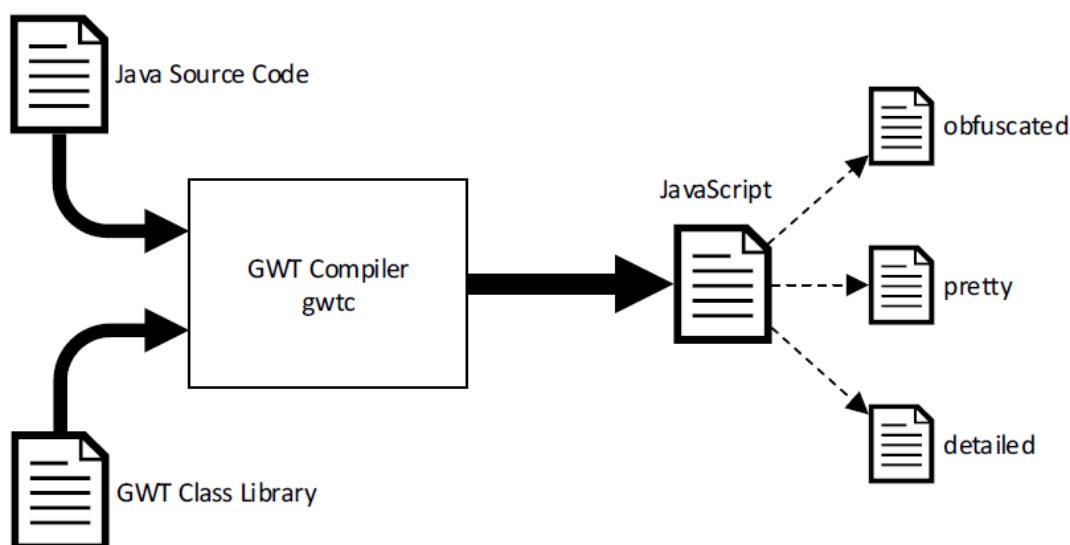 Java Source Code
obfuscated
JavaScript
GWT Compiler
gwtc
pretty
detailed
GWT Class Library